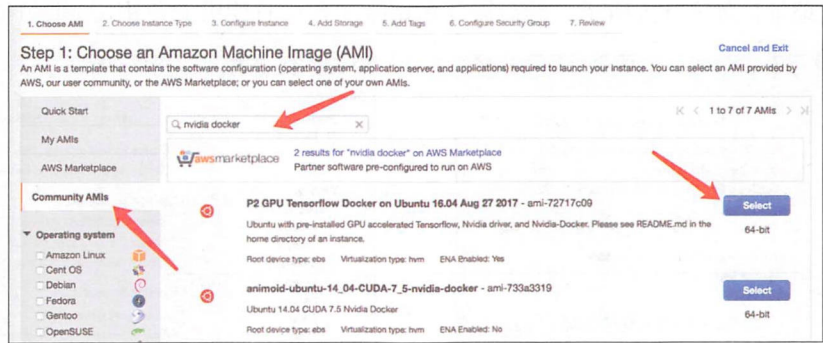 1. Choose AMI 2. Choose Instance Type 3. Configure Instance 4. Add Storage 5. Add Tags 6. Configure Security Group 7. Review
Step 1: Choose an Amazon Machine Image (AMI)
Cancel and Exit
An AMI is a template that contains the software configuration (operating system, application server, and applications) required to launch your instance. You can select an AMI provided by
AWS, our user community, or the AWS Marketplace; or you can select one of your own AMIs.
Quick Start
My AMIs
AWS Marketplace
Community AMIs
Operating system
Amazon Linux
Cent OS
Debian
Fedora
Gentoo
OpenSUSE
nvidia docker
1 to 7 of 7 AMIs
awsmarketplace
2 results for "nvidia docker" on AWS Marketplace
Partner software pre-configured to run on AWS
P2 GPU Tensorflow Docker on Ubuntu 16.04 Aug 27 2017 - ami-72717c09
Ubuntu with pre-installed GPU accelerated Tensorflow, Nvidia driver, and Nvidia-Docker. Please see README.md in the
home directory of an instance.
Root device type: ebs Virtualization type: hvm ENA Enabled: Yes
Select
64-bit
animoid-ubuntu-14_04-CUDA-7_5-nvidia-docker - ami-733a3319
Ubuntu 14.04 CUDA 7.5 Nvidia Docker
Root device type: ebs Virtualization type: hvm ENA Enabled: No
Select
64-bit